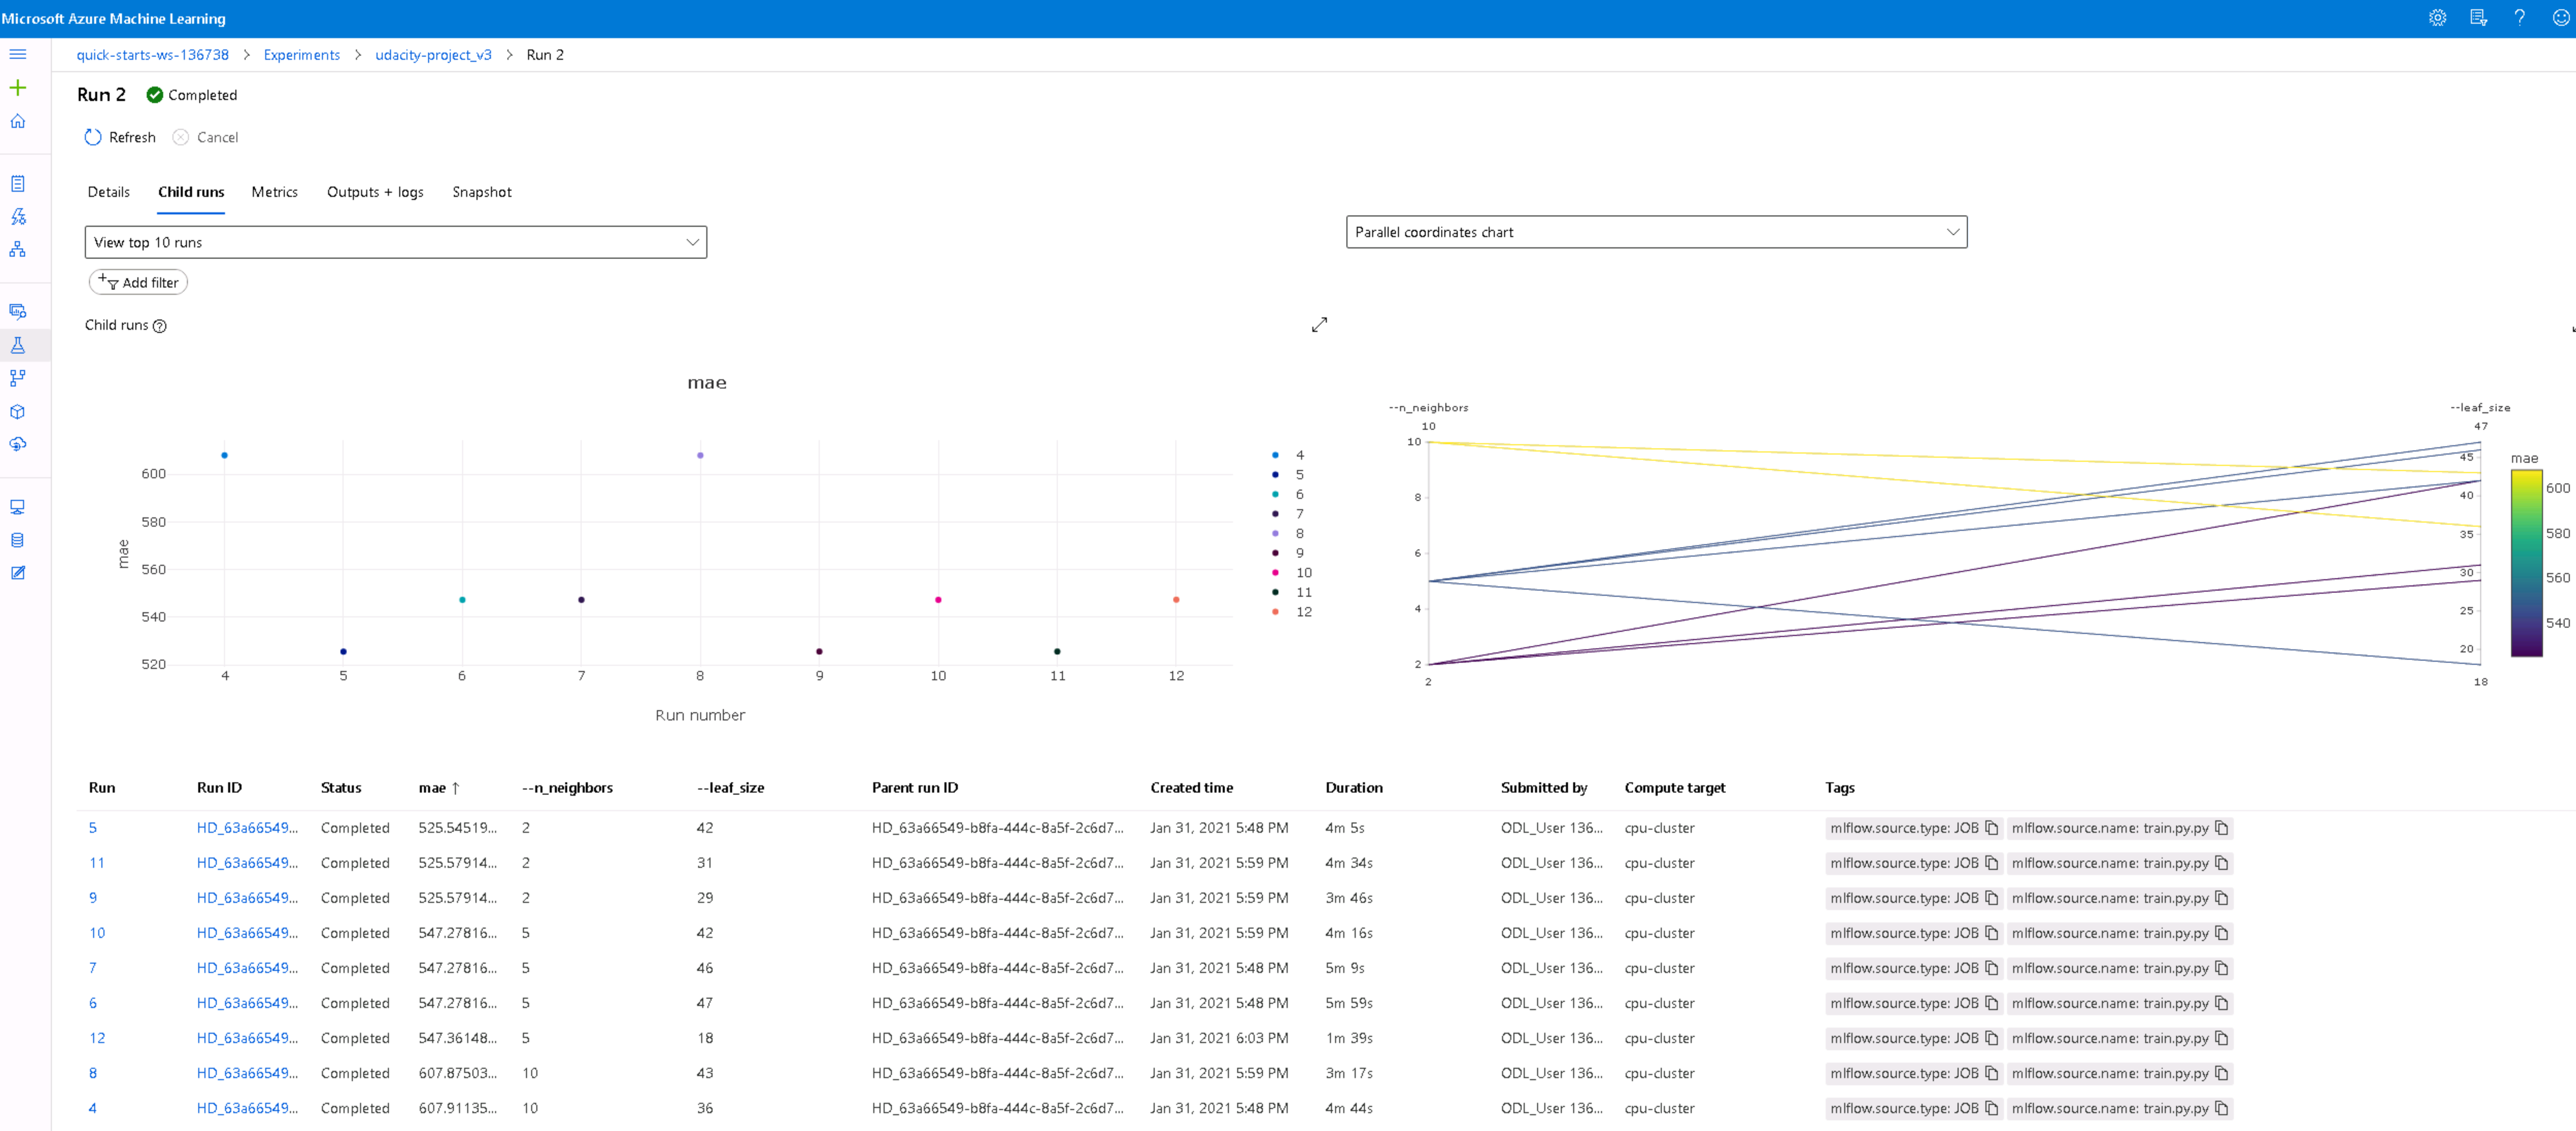 Microsoft Azure Machine Learning
quick-starts-ws-136738 > Experiments > udacity-project_v3 > Run 2
Run 2 Completed
Refresh Cancel
Details Child runs Metrics Outputs + logs Snapshot
View top 10 runs
Parallel coordinates chart
Add filter
Child runs
mae
600
580
560
540
520
mae
4 5 6 7 8 9 10 11 12
Run number
4
5
6
7
8
9
10
11
12
--n_neighbors
10
10
8
6
4
2
2
--leaf_size
47
45
40
35
30
25
20
18
mae
600
580
560
540
Run Run ID Status mae ↑ --n_neighbors --leaf_size Parent run ID Created time Duration Submitted by Compute target Tags
5 HD_63a66549... Completed 525.54519... 2 42 HD_63a66549-b8fa-444c-8a5f-2c6d7... Jan 31, 2021 5:48 PM 4m 5s ODL_User 136... cpu-cluster mlflow.source.type: JOB mlflow.source.name: train.py.py
11 HD_63a66549... Completed 525.57914... 2 31 HD_63a66549-b8fa-444c-8a5f-2c6d7... Jan 31, 2021 5:59 PM 4m 34s ODL_User 136... cpu-cluster mlflow.source.type: JOB mlflow.source.name: train.py.py
9 HD_63a66549... Completed 525.57914... 2 29 HD_63a66549-b8fa-444c-8a5f-2c6d7... Jan 31, 2021 5:59 PM 3m 46s ODL_User 136... cpu-cluster mlflow.source.type: JOB mlflow.source.name: train.py.py
10 HD_63a66549... Completed 547.27816... 5 42 HD_63a66549-b8fa-444c-8a5f-2c6d7... Jan 31, 2021 5:59 PM 4m 16s ODL_User 136... cpu-cluster mlflow.source.type: JOB mlflow.source.name: train.py.py
7 HD_63a66549... Completed 547.27816... 5 46 HD_63a66549-b8fa-444c-8a5f-2c6d7... Jan 31, 2021 5:48 PM 5m 9s ODL_User 136... cpu-cluster mlflow.source.type: JOB mlflow.source.name: train.py.py
6 HD_63a66549... Completed 547.27816... 5 47 HD_63a66549-b8fa-444c-8a5f-2c6d7... Jan 31, 2021 5:48 PM 5m 59s ODL_User 136... cpu-cluster mlflow.source.type: JOB mlflow.source.name: train.py.py
12 HD_63a66549... Completed 547.36148... 5 18 HD_63a66549-b8fa-444c-8a5f-2c6d7... Jan 31, 2021 6:03 PM 1m 39s ODL_User 136... cpu-cluster mlflow.source.type: JOB mlflow.source.name: train.py.py
8 HD_63a66549... Completed 607.87503... 10 43 HD_63a66549-b8fa-444c-8a5f-2c6d7... Jan 31, 2021 5:59 PM 3m 17s ODL_User 136... cpu-cluster mlflow.source.type: JOB mlflow.source.name: train.py.py
4 HD_63a66549... Completed 607.91135... 10 36 HD_63a66549-b8fa-444c-8a5f-2c6d7... Jan 31, 2021 5:48 PM 4m 44s ODL_User 136... cpu-cluster mlflow.source.type: JOB mlflow.source.name: train.py.py